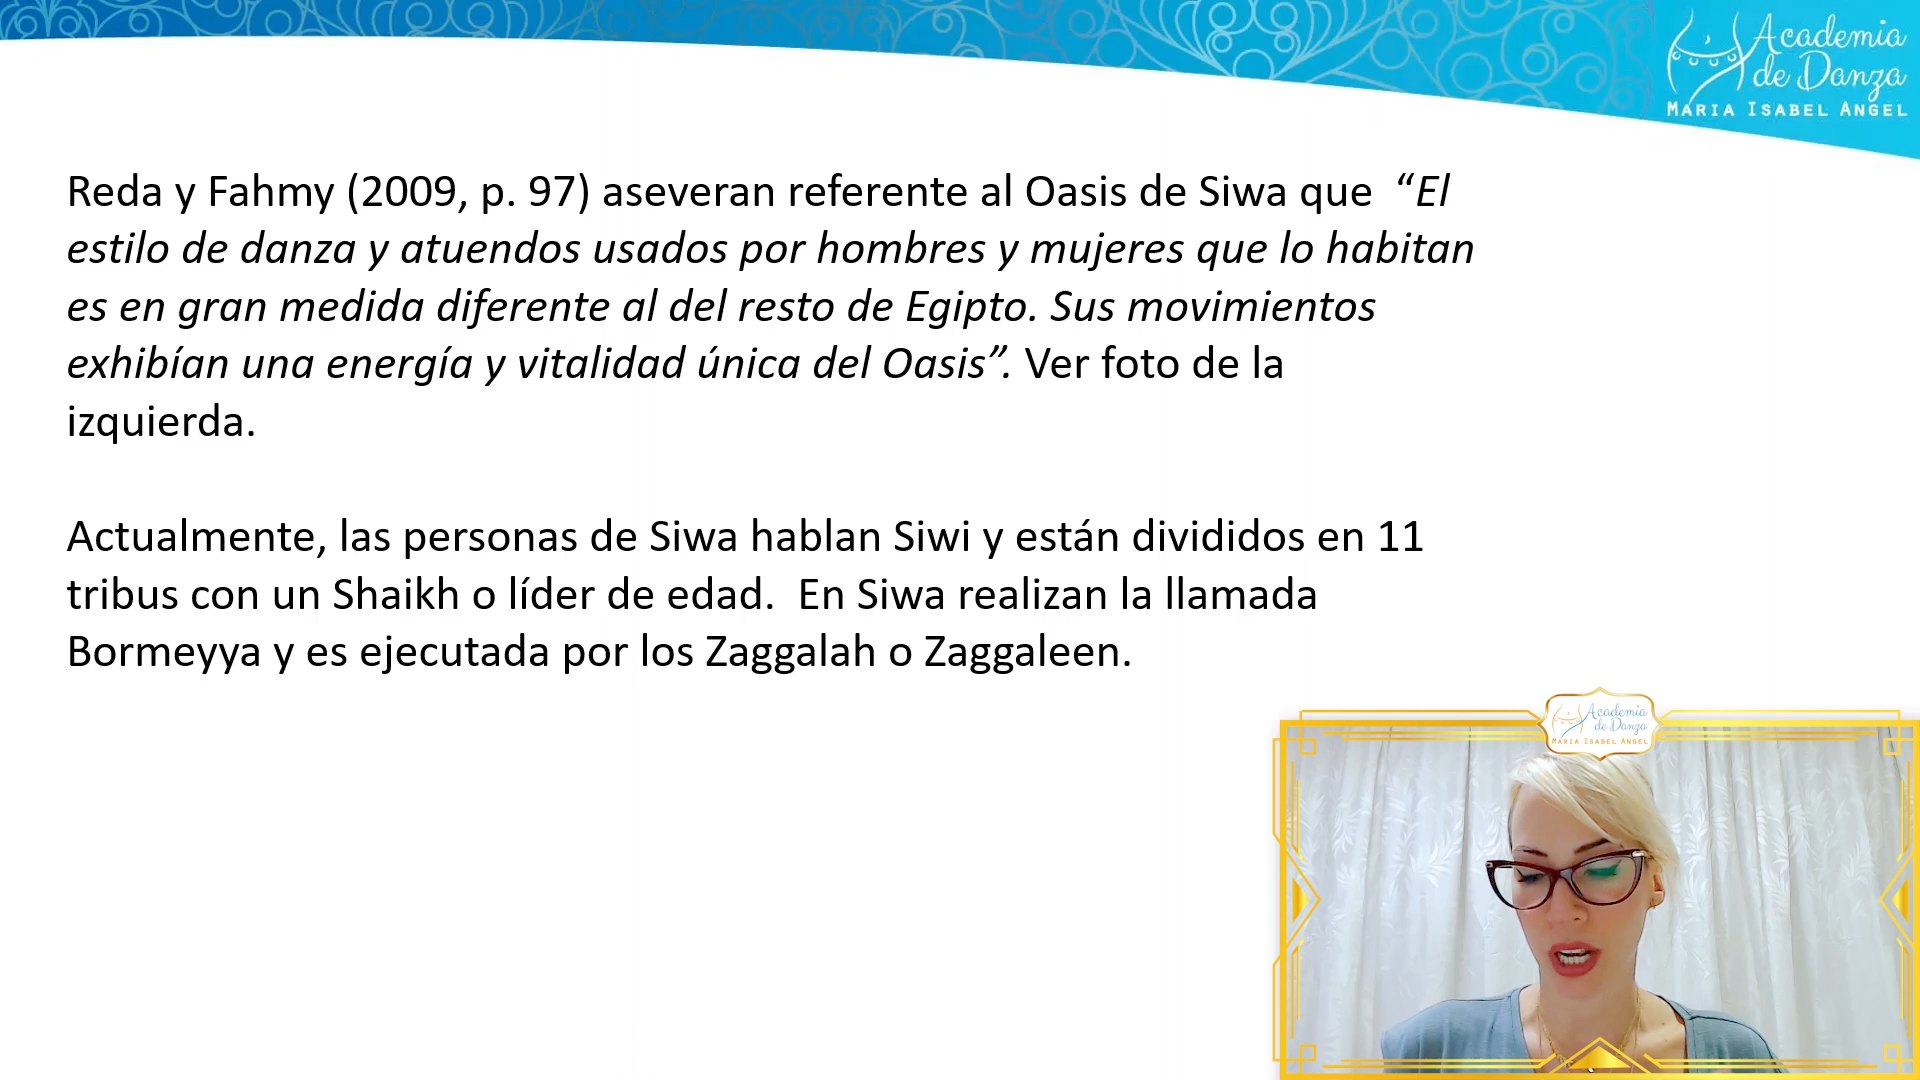 Academia
de Danza
MARIA ISABEL ANGEL
Reda y Fahmy (2009, p. 97) aseveran referente al Oasis de Siwa que “El
estilo de danza y atuendos usados por hombres y mujeres que lo habitan
es en gran medida diferente al del resto de Egipto. Sus movimientos
exhibían una energía y vitalidad única del Oasis”. Ver foto de la
izquierda.
Actualmente, las personas de Siwa hablan Siwi y están divididos en 11
tribus con un Shaikh o líder de edad. En Siwa realizan la llamada
Bormeyya y es ejecutada por los Zaggalah o Zaggaleen.
Academia
de Danza
MARIA ISABEL ANGEL